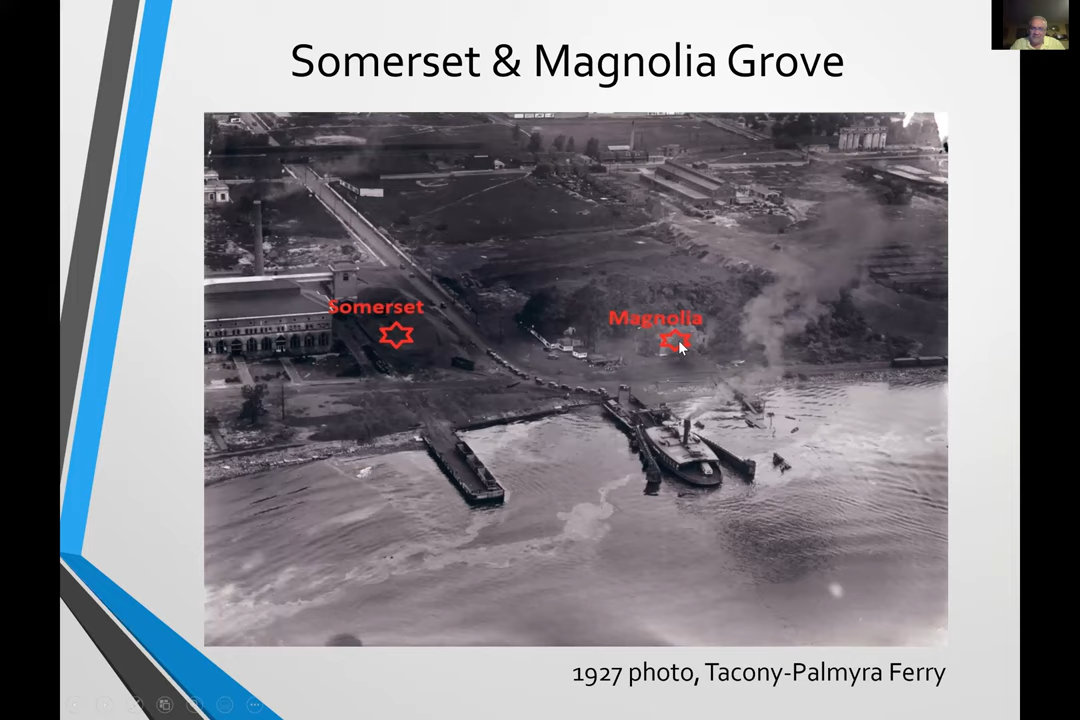 Somerset & Magnolia Grove
Somerset
Magnolia
1927 photo, Tacony-Palmyra Ferry